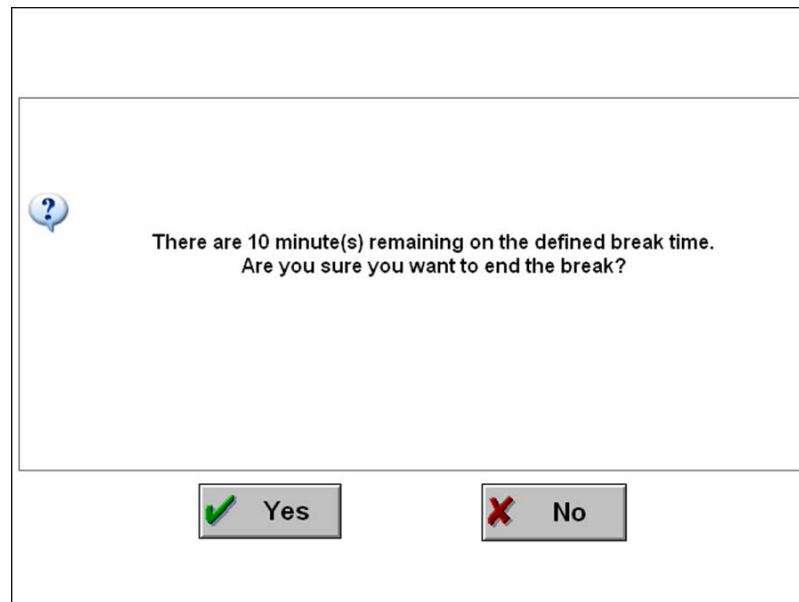 There are 10 minute(s) remaining on the defined break time.
Are you sure you want to end the break?
Yes
No